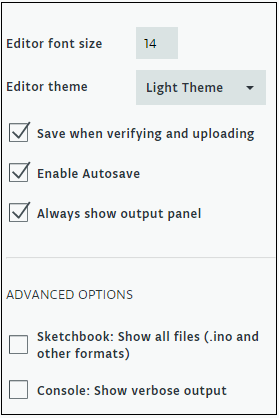 Editor font size 14
Editor theme Light Theme
Save when verifying and uploading
Enable Autosave
Always show output panel
ADVANCED OPTIONS
Sketchbook: Show all files (.ino and
other formats)
Console: Show verbose output